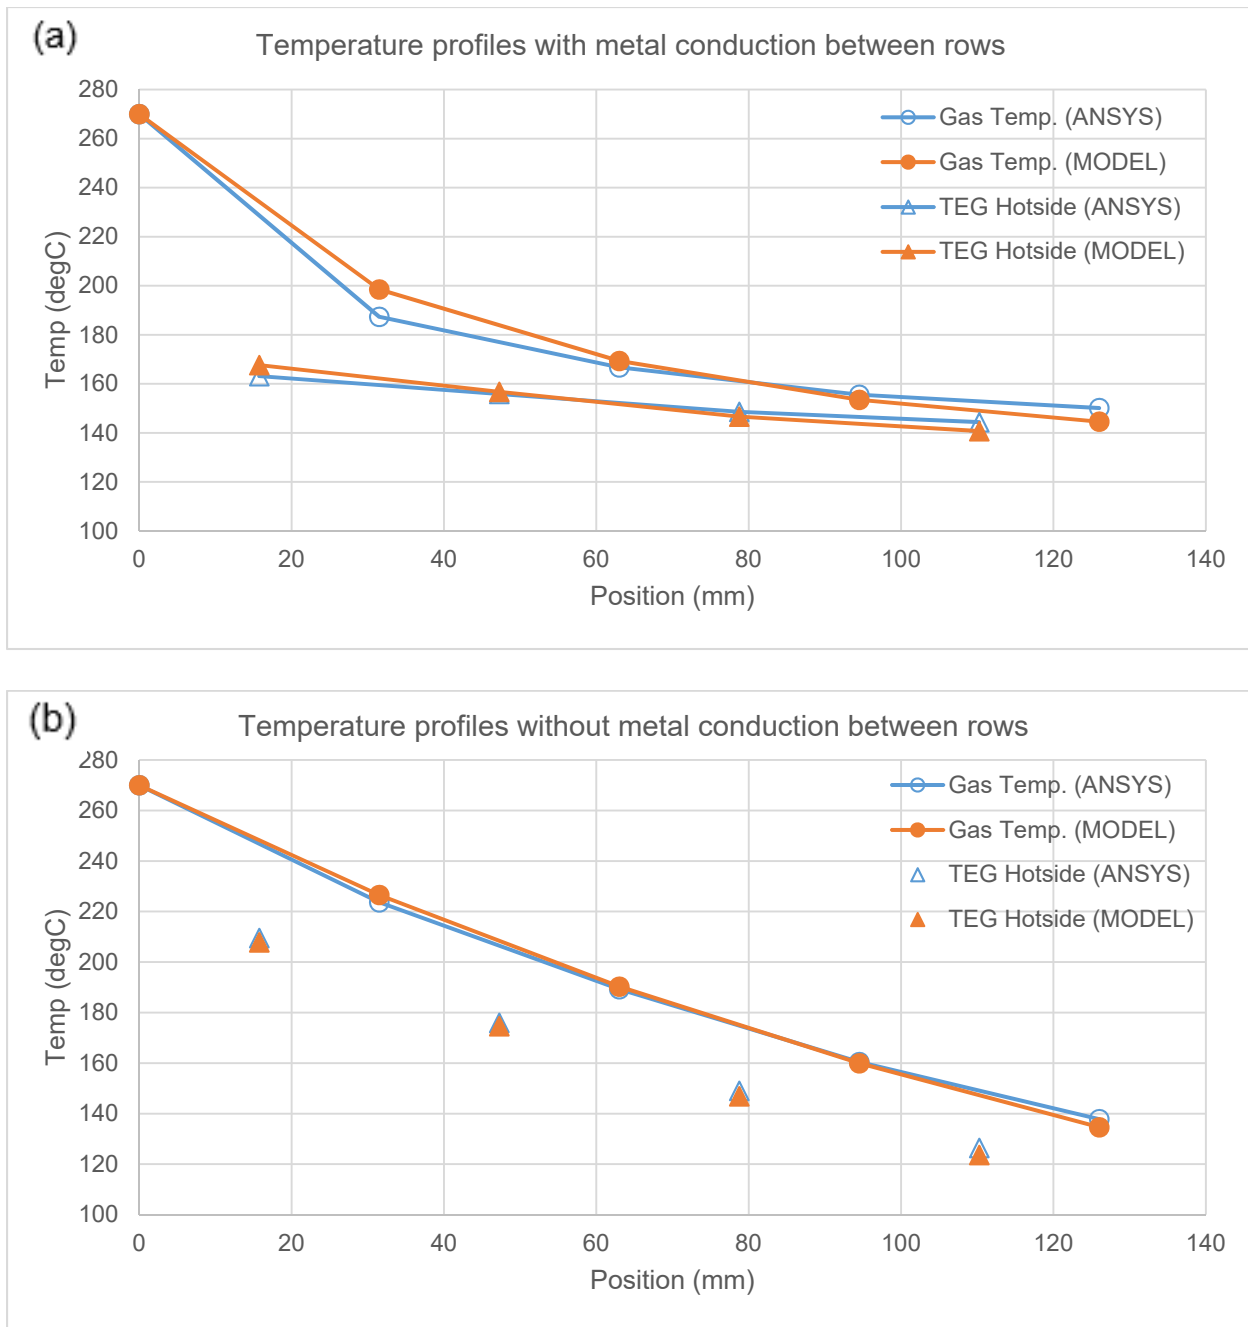 (a)
Temperature profiles with metal conduction between rows
280
260
240
220
200
180
160
140
120
100
Temp (degC)
Gas Temp. (ANSYS)
Gas Temp. (MODEL)
TEG Hotside (ANSYS)
TEG Hotside (MODEL)
0 20 40 60 80 100 120 140
Position (mm)
(b)
Temperature profiles without metal conduction between rows
280
260
240
220
200
180
160
140
120
100
Temp (degC)
Gas Temp. (ANSYS)
Gas Temp. (MODEL)
TEG Hotside (ANSYS)
TEG Hotside (MODEL)
0 20 40 60 80 100 120 140
Position (mm)